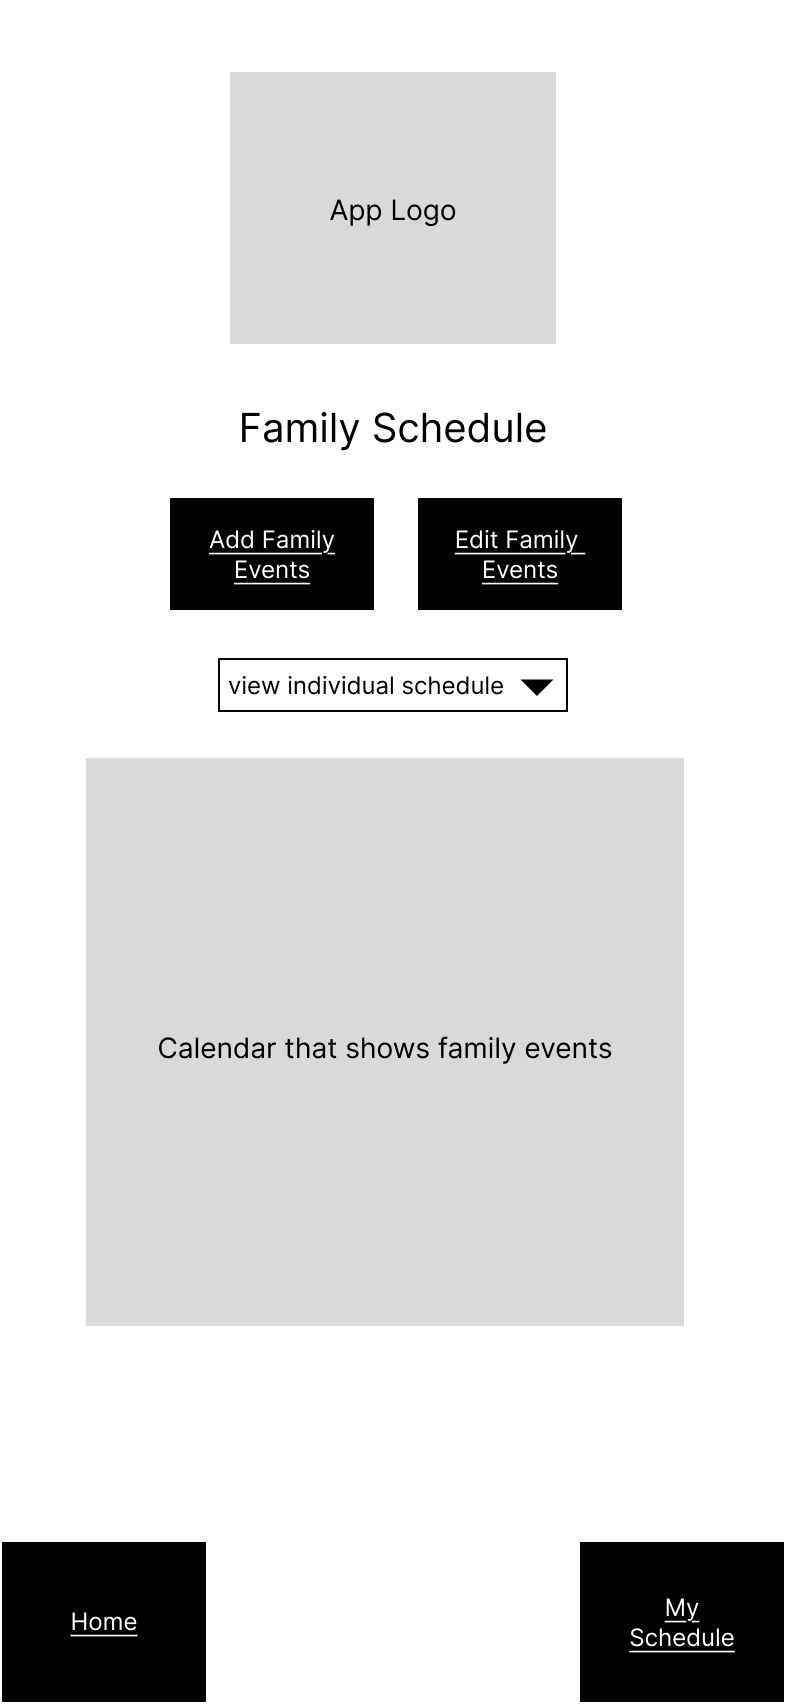 App Logo
Family Schedule
Add Family
Events
Edit Family
Events
view individual schedule
Calendar that shows family events
Home
My
Schedule